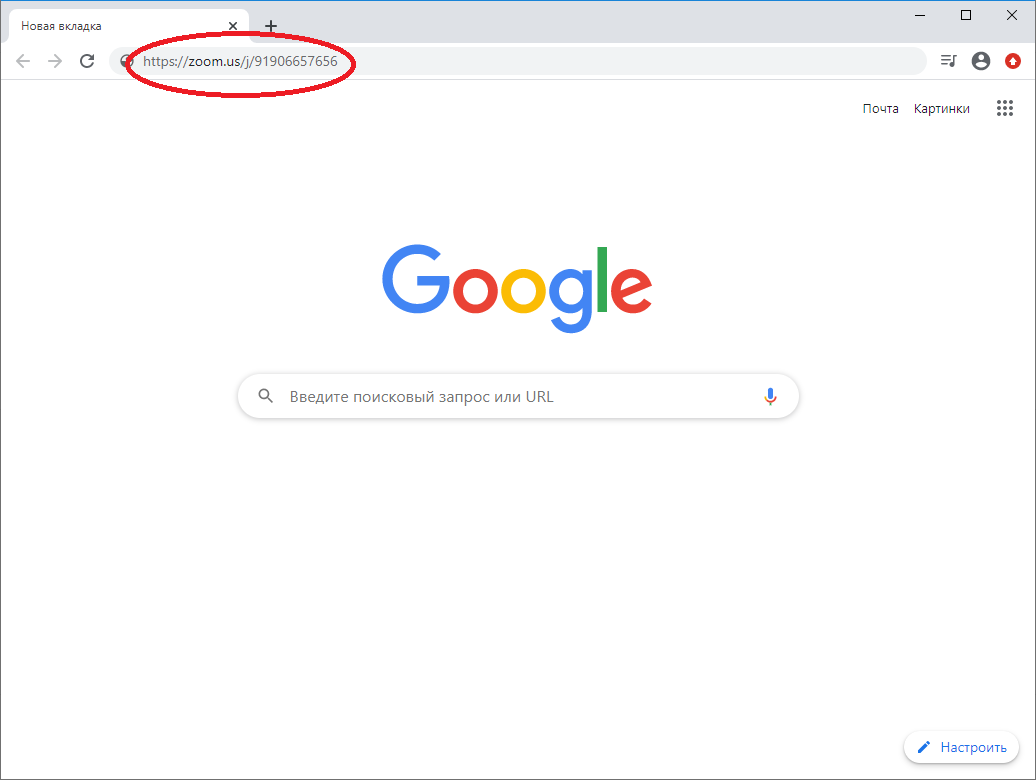 Новая вкладка
https://zoom.us/j/91906657656
Почта Картинки
Google
Введите поисковый запрос или URL
Настроить